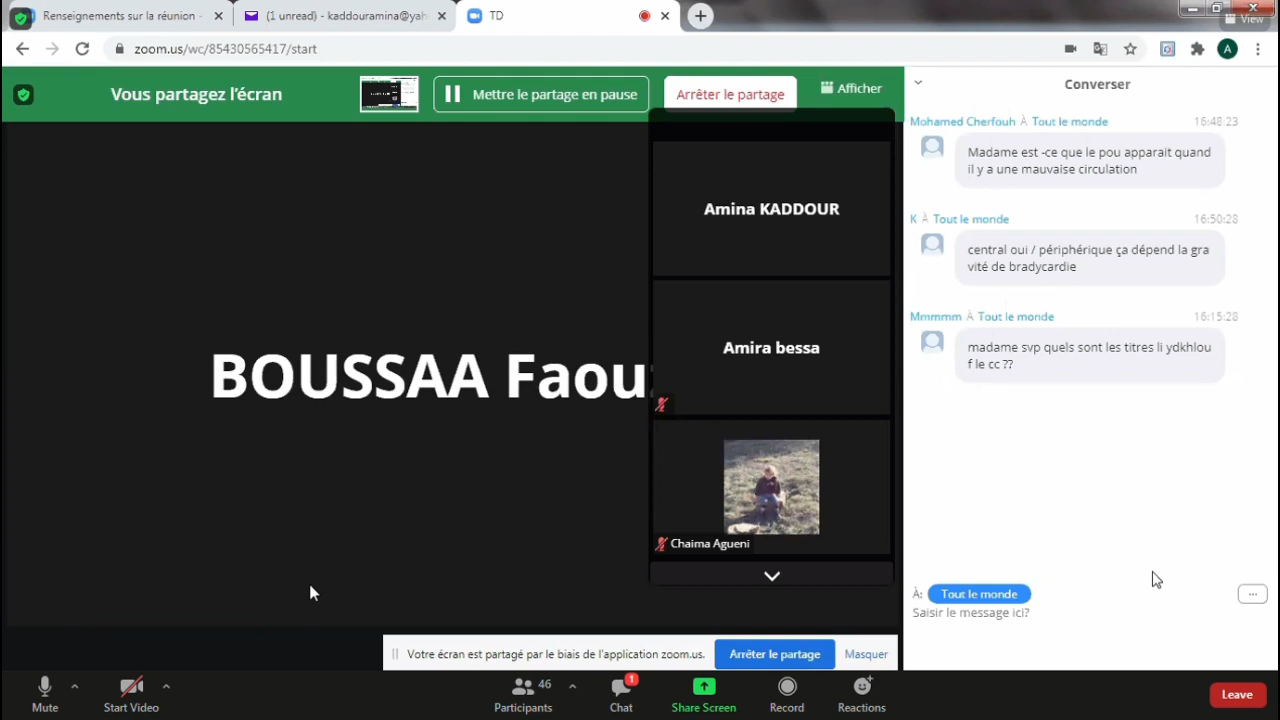 Renseignements sur la réunion -
(1 unread) - kaddouramina@yah
TD
View
zoom.us/wc/85430565417/start
A
Vous partagez l'écran
Mettre le partage en pause
Arrêter le partage
Afficher
Converser
Mohamed Cherfouh À Tout le monde 16:48:23
Madame est -ce que le pou apparait quand
il y a une mauvaise circulation
K À Tout le monde 16:50:28
central oui / périphérique ça dépend la gra
vité de bradycardie
Mmmmm À Tout le monde 16:15:28
madame svp quels sont les titres li ydkhlou
f le cc ??
Amina KADDOUR
Amira bessa
Chaima Agueni
BOUSSAA Faou
À: Tout le monde
...
Saisir le message ici?
Votre écran est partagé par le biais de l'application zoom.us.
Arrêter le partage
Masquer
Mute
Start Video
46
Participants
1
Chat
Share Screen
Record
Reactions
Leave